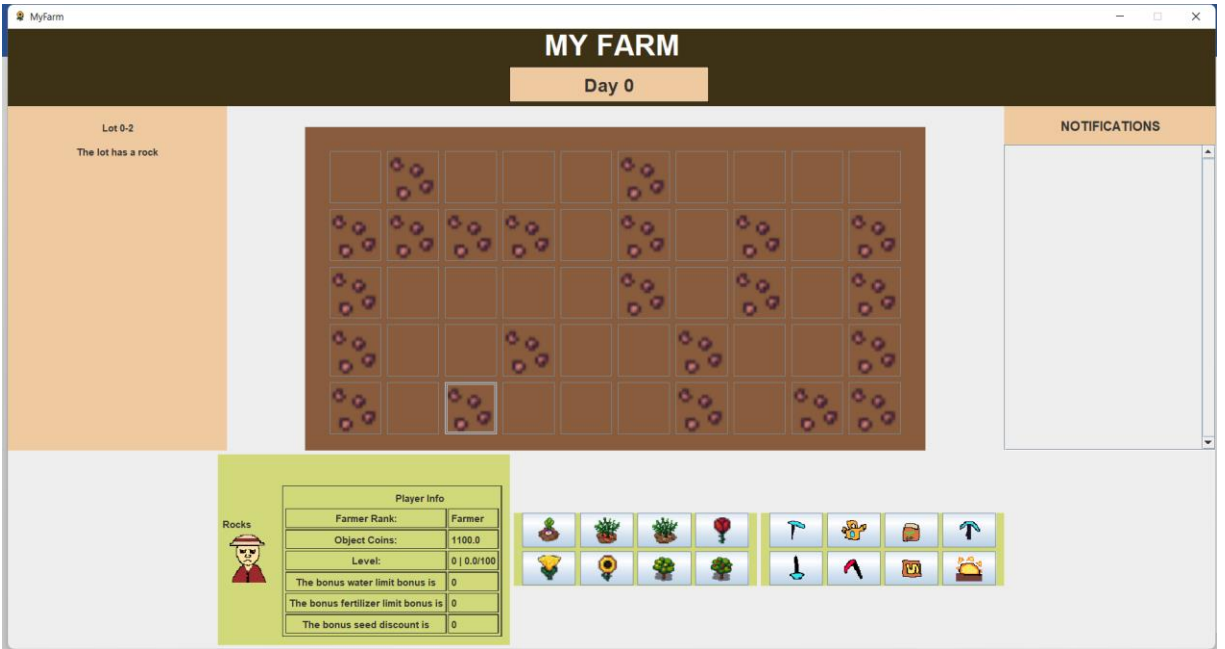 MyFarm
MY FARM
Day 0
Lot 0-2
The lot has a rock
NOTIFICATIONS
Rocks
Player Info
Farmer Rank: Farmer
Object Coins: 1100.0
Level: 0 | 0.0/100
The bonus water limit bonus is 0
The bonus fertilizer limit bonus is 0
The bonus seed discount is 0